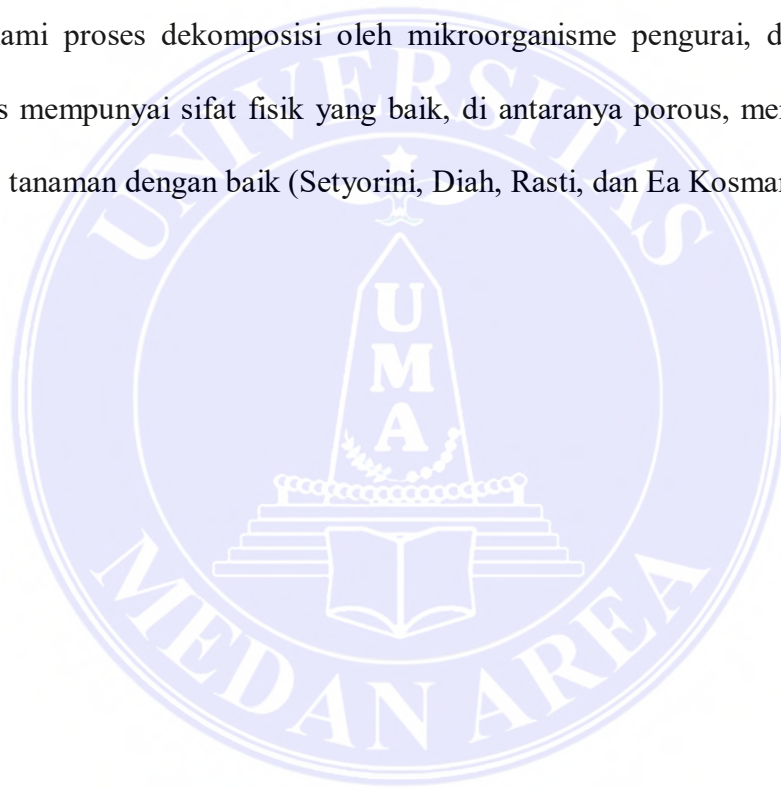 ami proses dekomposisi oleh mikroorganisme pengurai, d
s mempunyai sifat fisik yang baik, di antaranya porous, me
tanaman dengan baik (Setyorini, Diah, Rasti, dan Ea Kosma
UNIVERSITAS
U
M
A
MEDAN AREA